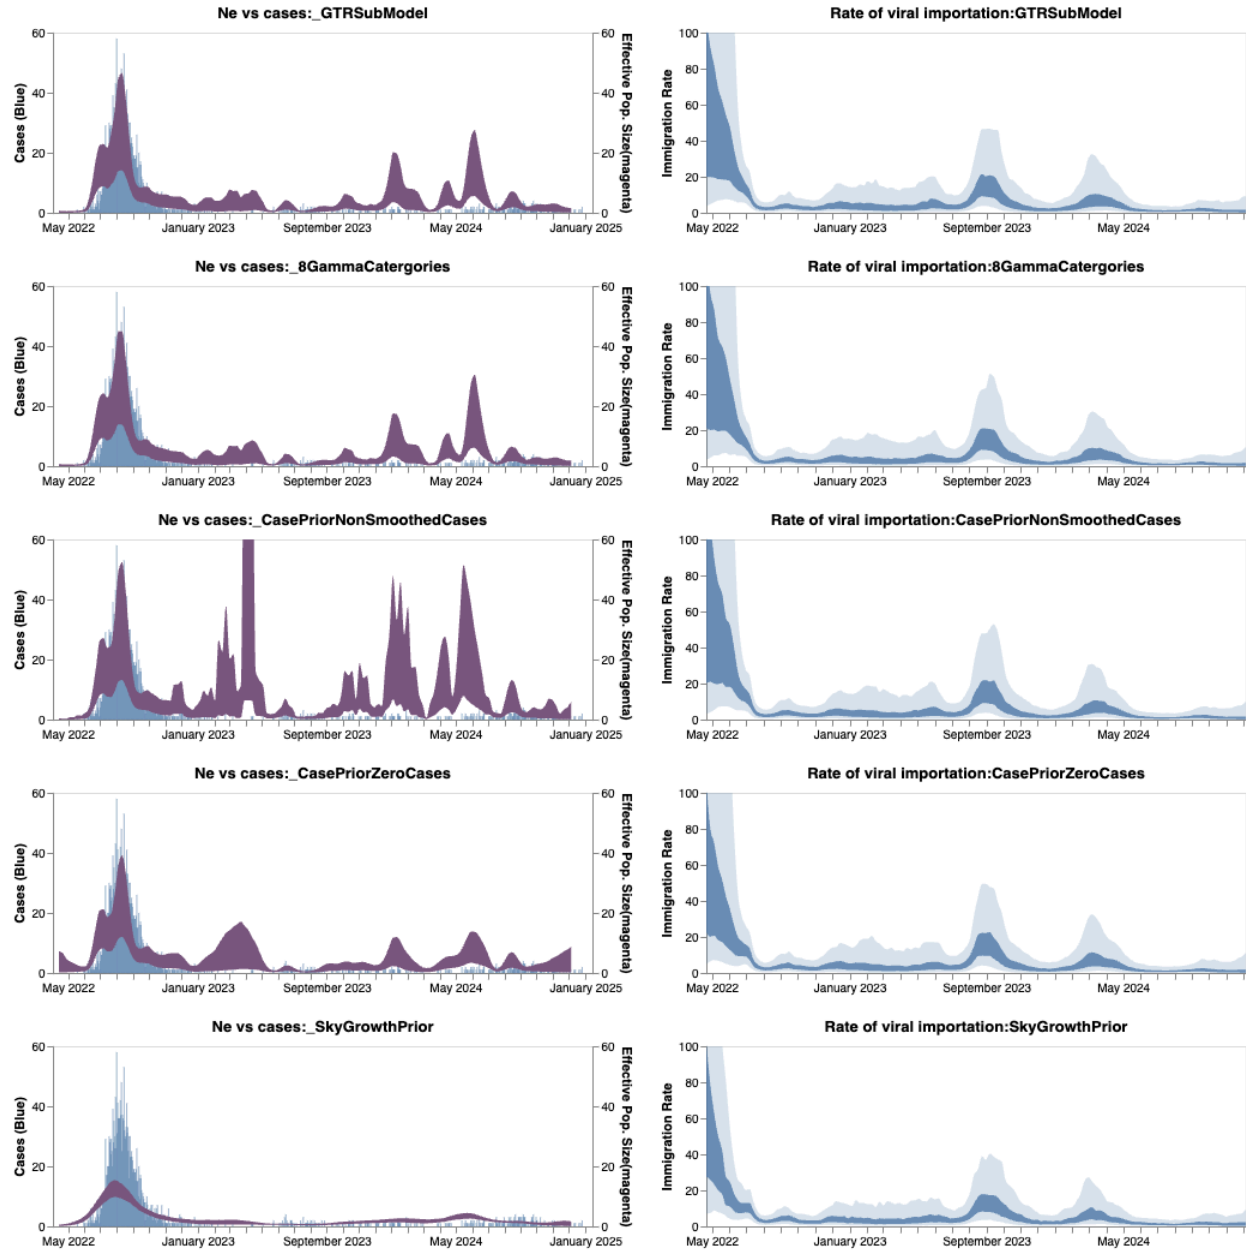 Ne vs cases:_GTRSubModel
Rate of viral importation:GTRSubModel
60
40
20
0
Cases (Blue)
60
40
20
0
Effective Pop. Size(magenta)
May 2022
January 2023
September 2023
May 2024
January 2025
100
80
60
40
20
0
Immigration Rate
May 2022
January 2023
September 2023
May 2024
Ne vs cases:_8GammaCatergories
Rate of viral importation:8GammaCatergories
60
40
20
0
Cases (Blue)
60
40
20
0
Effective Pop. Size(magenta)
May 2022
January 2023
September 2023
May 2024
January 2025
100
80
60
40
20
0
Immigration Rate
May 2022
January 2023
September 2023
May 2024
Ne vs cases:_CasePriorNonSmoothedCases
Rate of viral importation:CasePriorNonSmoothedCases
60
40
20
0
Cases (Blue)
60
40
20
0
Effective Pop. Size(magenta)
May 2022
January 2023
September 2023
May 2024
January 2025
100
80
60
40
20
0
Immigration Rate
May 2022
January 2023
September 2023
May 2024
Ne vs cases:_CasePriorZeroCases
Rate of viral importation:CasePriorZeroCases
60
40
20
0
Cases (Blue)
60
40
20
0
Effective Pop. Size(magenta)
May 2022
January 2023
September 2023
May 2024
January 2025
100
80
60
40
20
0
Immigration Rate
May 2022
January 2023
September 2023
May 2024
Ne vs cases:_SkyGrowthPrior
Rate of viral importation:SkyGrowthPrior
60
40
20
0
Cases (Blue)
60
40
20
0
Effective Pop. Size(magenta)
May 2022
January 2023
September 2023
May 2024
January 2025
100
80
60
40
20
0
Immigration Rate
May 2022
January 2023
September 2023
May 2024